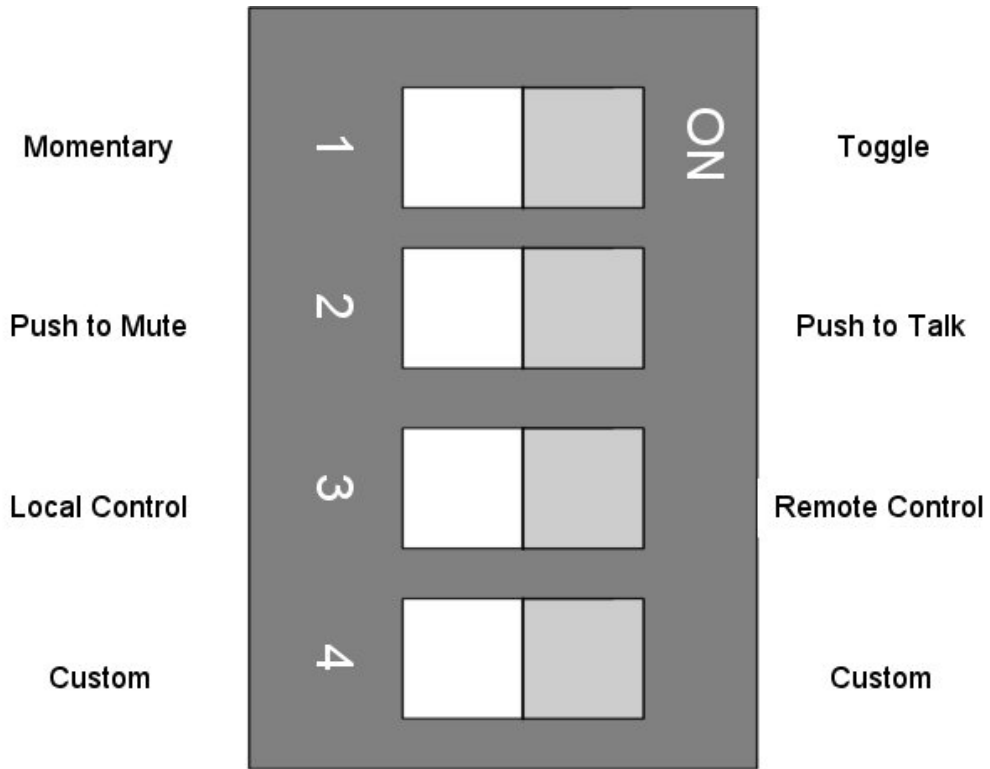 Momentary 1 ON Toggle
Push to Mute 2 Push to Talk
Local Control 3 Remote Control
Custom 4 Custom